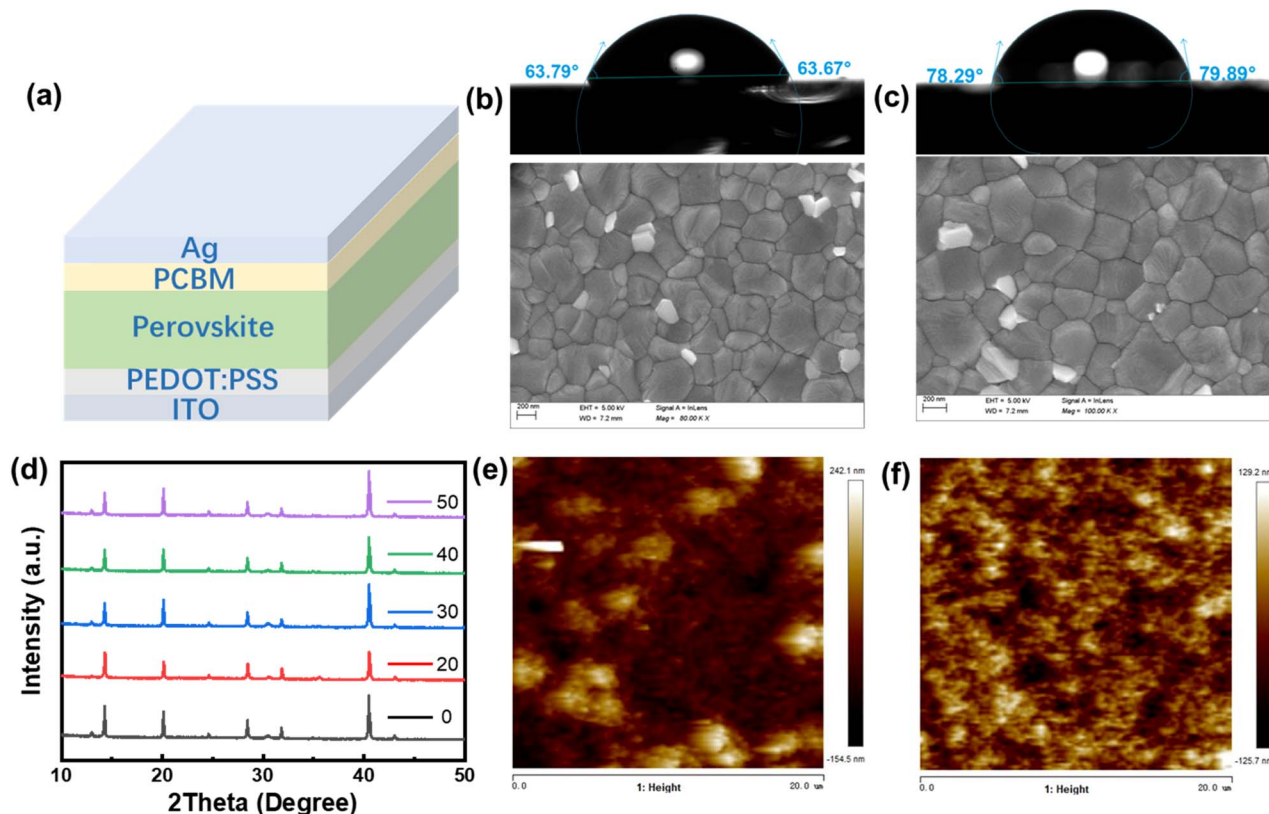 (a)
Ag
PCBM
Perovskite
PEDOT:PSS
ITO
(b)
63.79°
63.67°
200 nm
EHT = 5.00 kV
Signal A = InLens
WD = 7.2 mm
Mag = 80.00 K X
(c)
78.29°
79.89°
200 nm
EHT = 5.00 kV
Signal A = InLens
WD = 7.2 mm
Mag = 100.00 K X
(d)
Intensity (a.u.)
50
40
30
20
0
10
20
30
40
50
2Theta (Degree)
(e)
242.1 nm
-154.5 nm
0.0
1: Height
20.0 um
(f)
129.2 nm
-125.7 nm
0.0
1: Height
20.0 um